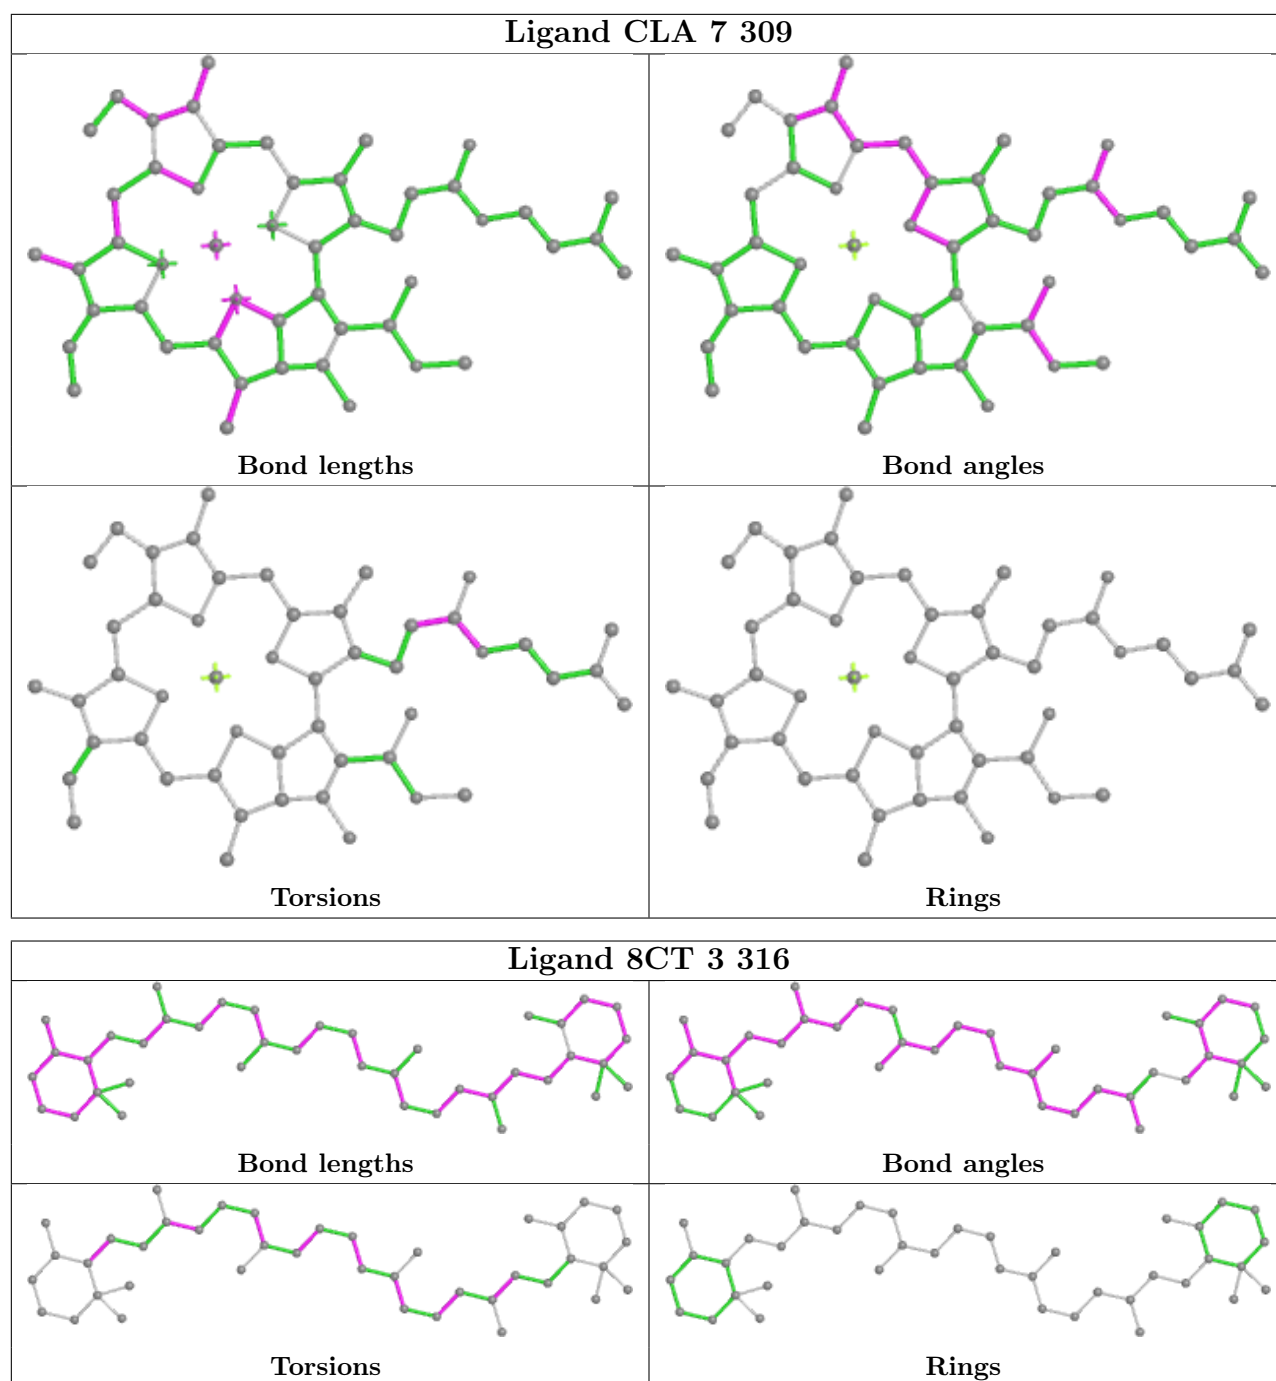 Ligand CLA 7 309
Bond lengths
Bond angles
Torsions
Rings
Ligand 8CT 3 316
Bond lengths
Bond angles
Torsions
Rings